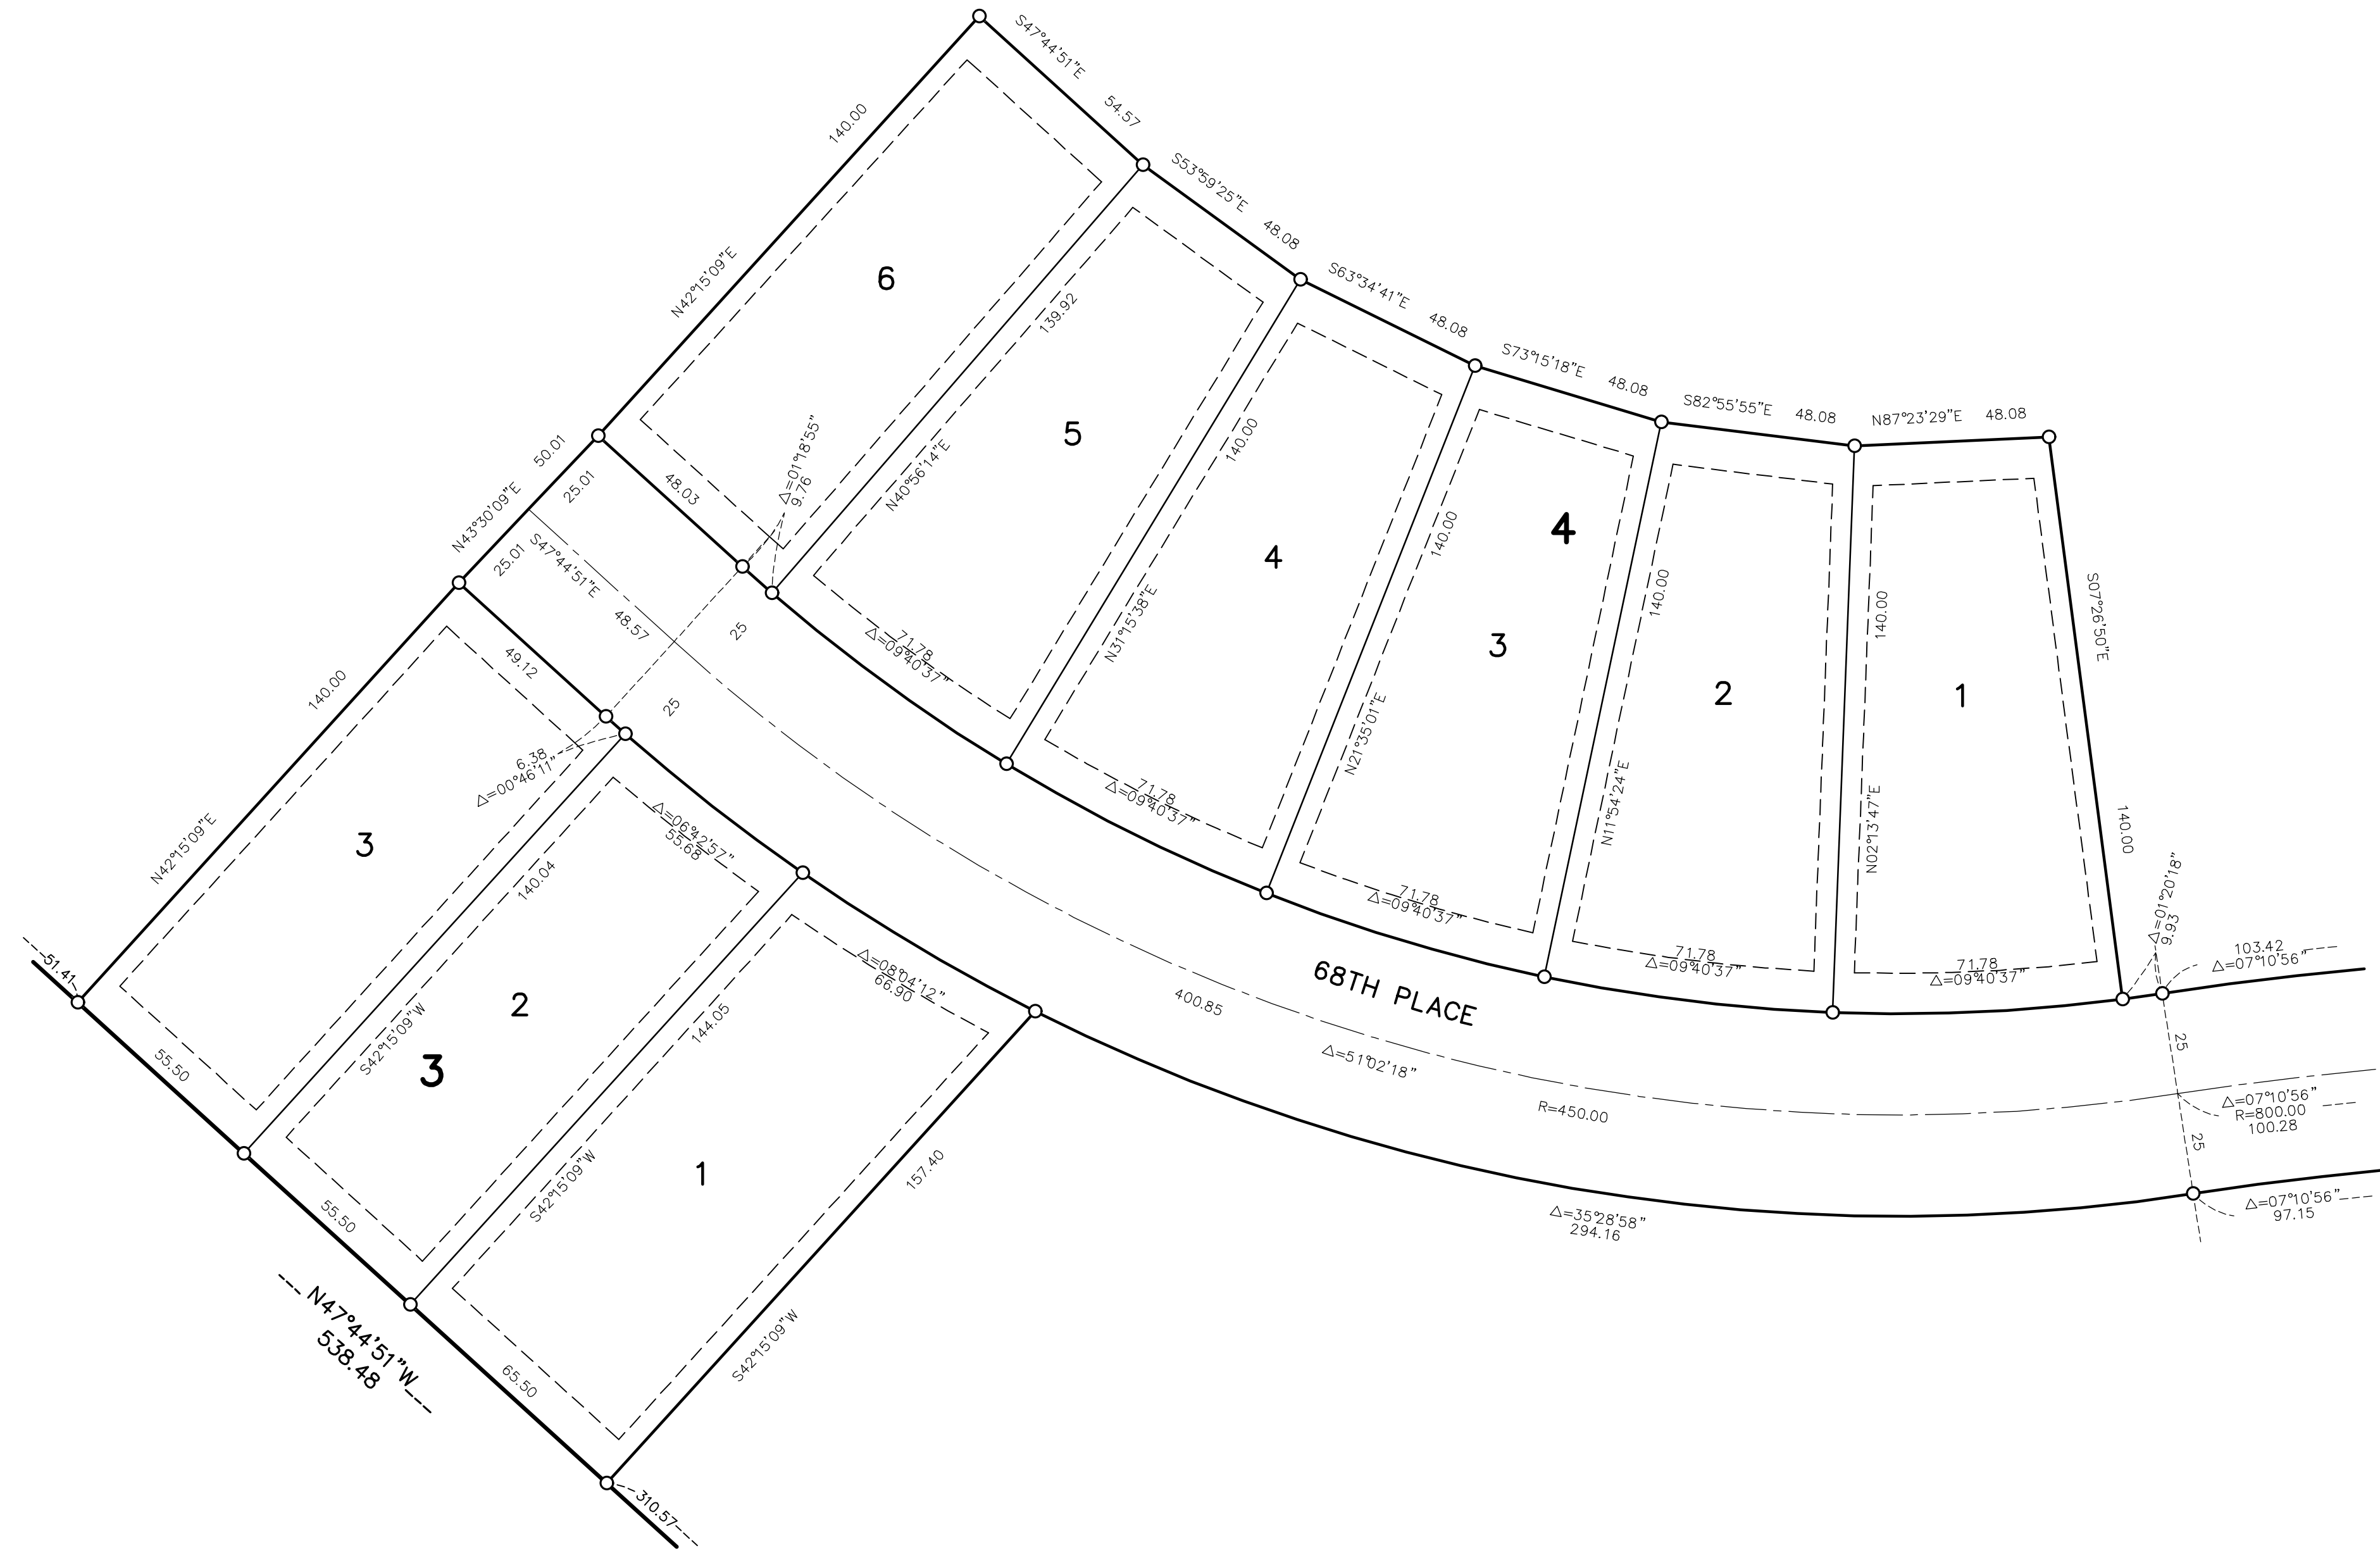 S47°44'51"E
54.57
S53°59'25"E
48.08
S63°34'41"E
48.08
S73°15'18"E
48.08
S82°55'55"E
48.08
N87°23'29"E
48.08
140.00
N42°15'09"E
6
139.92
N40°56'14"E
5
140.00
N31°15'38"E
4
140.00
N21°35'01"E
4
3
140.00
N11°54'24"E
2
140.00
N02°13'47"E
1
S07°26'50"E
140.00
50.01
N43°30'09"E
25.01
25.01
48.03
Δ=01°18'55"
9.76
S47°44'51"E
48.57
25
25
71.78
Δ=09°40'37"
71.78
Δ=09°40'37"
71.78
Δ=09°40'37"
71.78
Δ=09°40'37"
71.78
Δ=09°40'37"
Δ=01°20'18"
9.93
103.42
Δ=07°10'56"
49.12
6.38
Δ=00°46'11"
140.00
N42°15'09"E
3
Δ=06°42'57"
55.68
140.04
S42°15'09"W
2
3
Δ=08°04'12"
66.90
144.05
S42°15'09"W
1
157.40
S42°15'09"W
68TH PLACE
400.85
Δ=51°02'18"
R=450.00
25
Δ=07°10'56"
R=800.00
100.28
25
Δ=07°10'56"
97.15
Δ=35°28'58"
294.16
51.41
55.50
55.50
65.50
N47°44'51"W
538.48
310.57